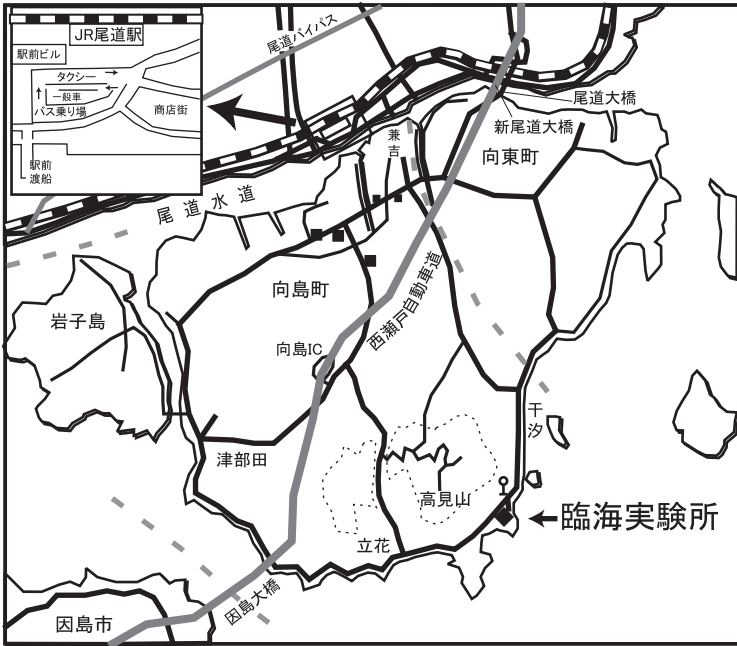 JR尾道駅
駅前ビル
タクシー
一般車
バス乗り場
商店街
駅前
渡船
尾道バイパス
尾道大橋
新尾道大橋
兼吉
向東町
尾道水道
向島町
西瀬戸自動車道
岩子島
向島IC
干汐
津部田
高見山
臨海実験所
立花
因島大橋
因島市